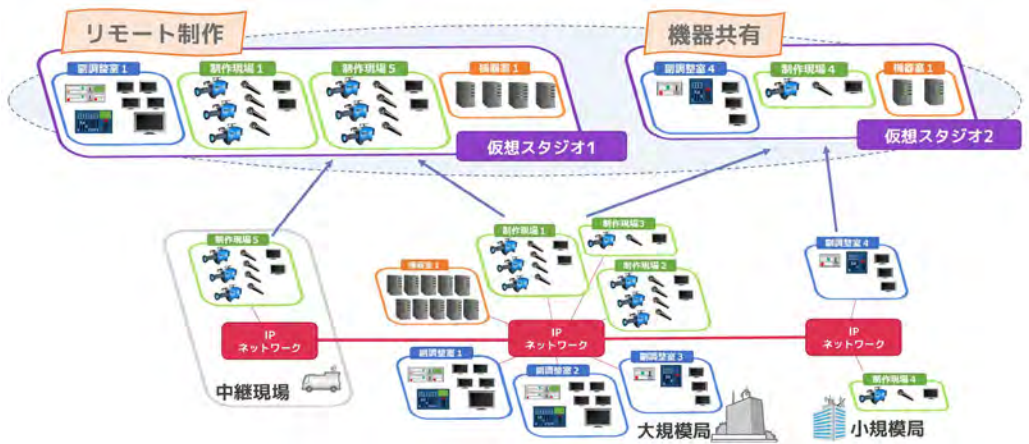 リモート制作
機器共有
副調整室1
制作現場1
制作現場5
機器室1
副調整室4
制作現場4
機器室1
仮想スタジオ1
仮想スタジオ2
制作現場5
機器室1
制作現場1
制作現場3
制作現場2
副調整室4
IP
ネットワーク
IP
ネットワーク
IP
ネットワーク
中継現場
副調整室1
副調整室2
副調整室3
大規模局
制作現場4
小規模局